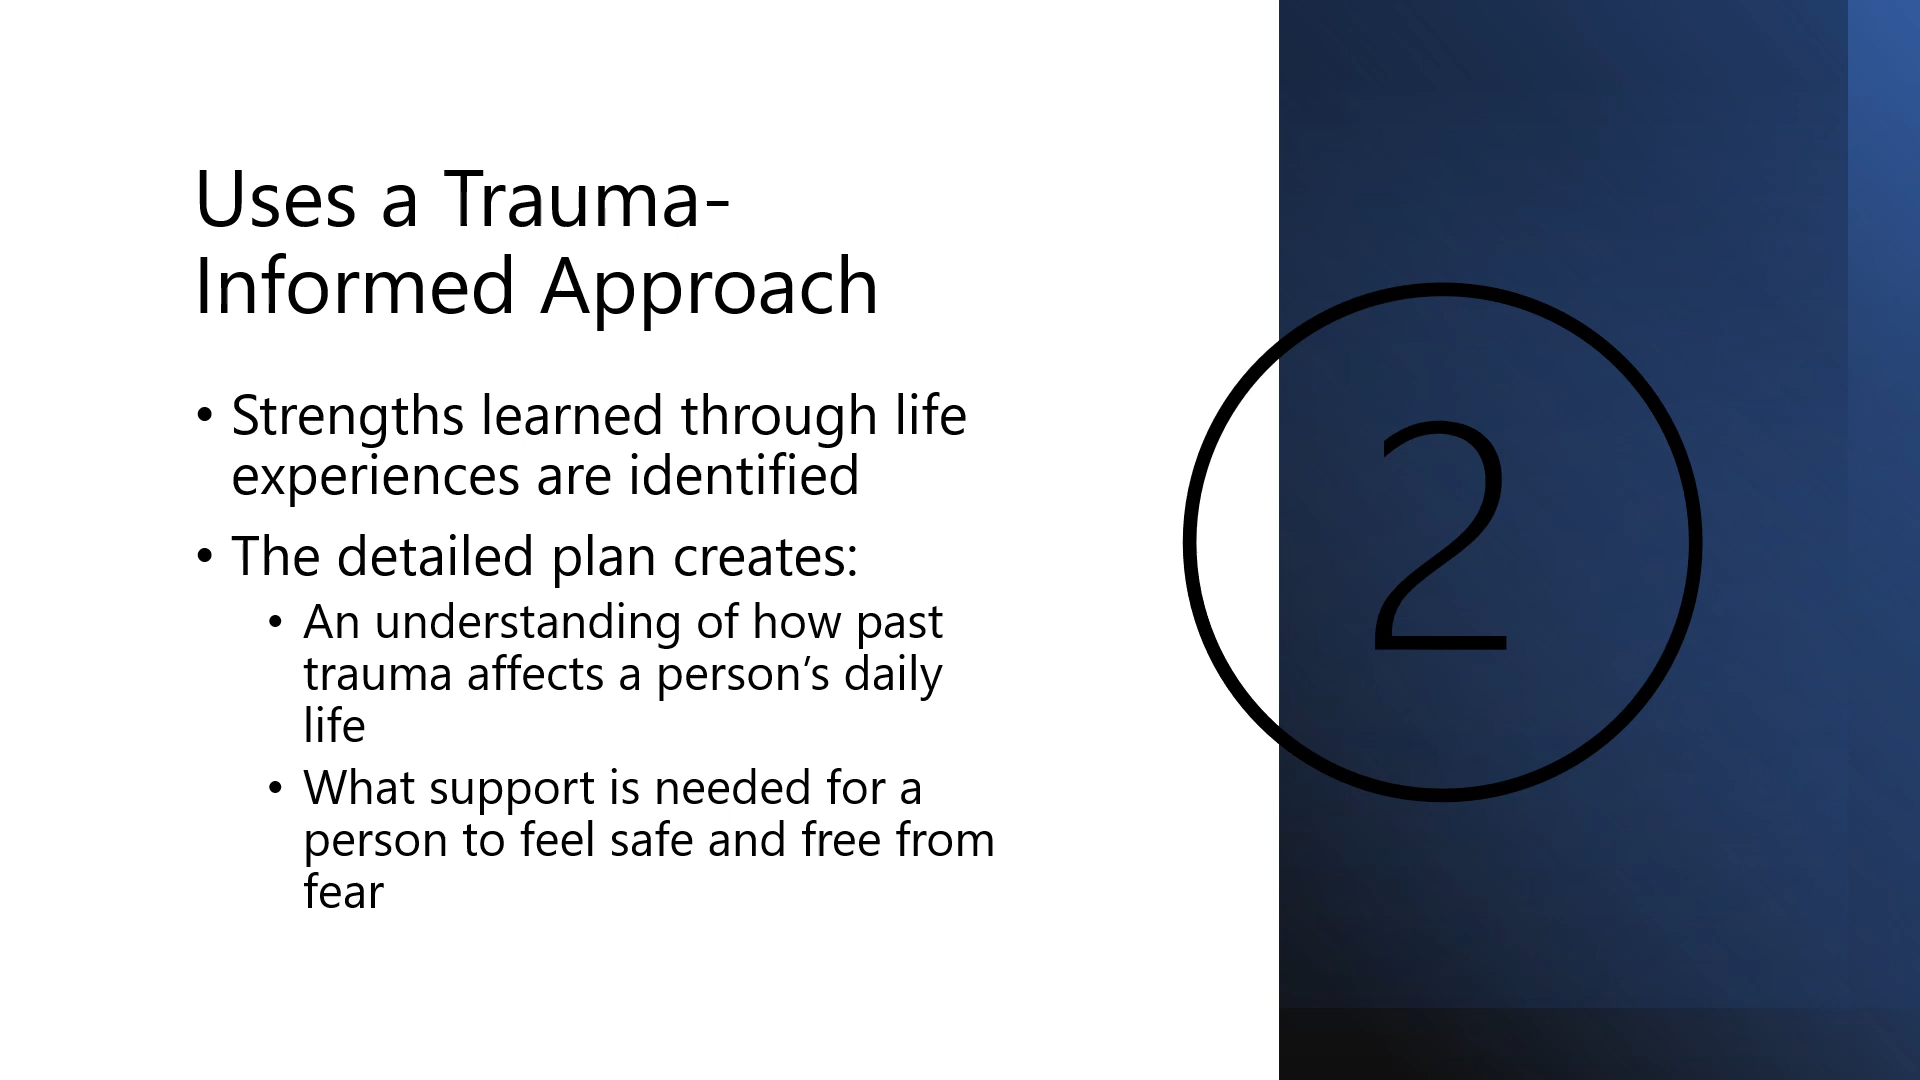 Uses a Trauma-
Informed Approach
• Strengths learned through life
experiences are identified
• The detailed plan creates:
• An understanding of how past
trauma affects a person’s daily
life
• What support is needed for a
person to feel safe and free from
fear
2